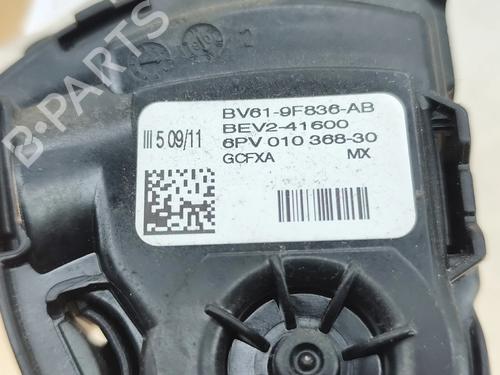 BV61-9F836-AB
BEV2-41600
III 5 09/11
6PV 010 368-30
GCFXA MX
B-PARTS